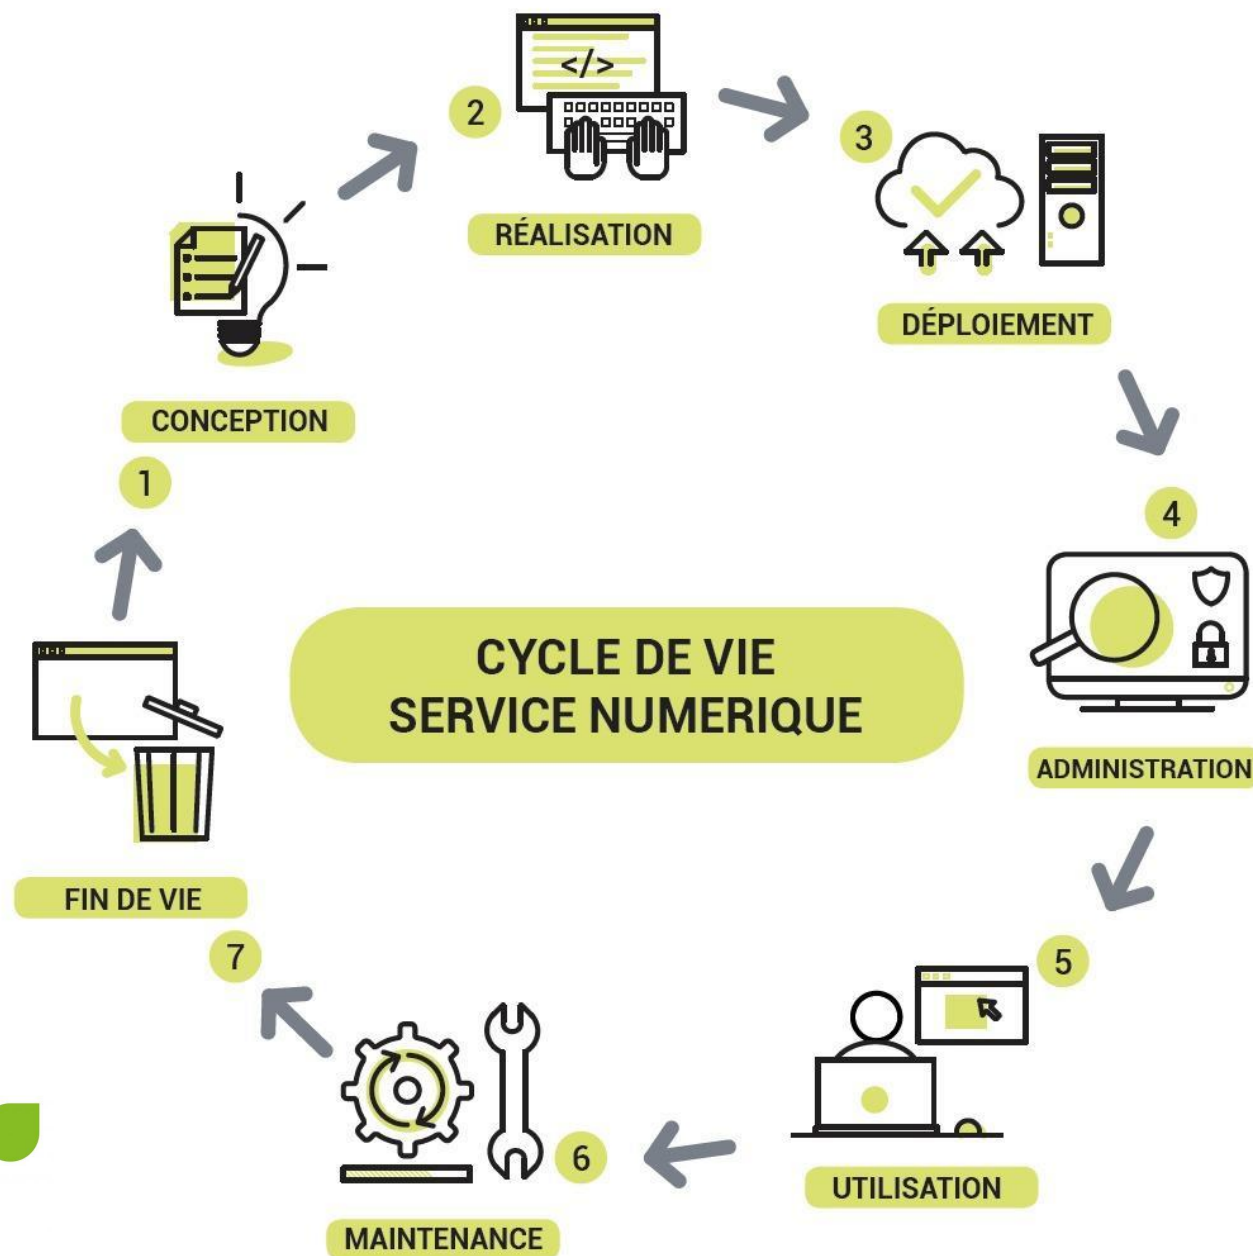 2
</>
RÉALISATION
3
DÉPLOIEMENT
CONCEPTION
1
4
ADMINISTRATION
CYCLE DE VIE
SERVICE NUMERIQUE
5
UTILISATION
6
MAINTENANCE
7
FIN DE VIE